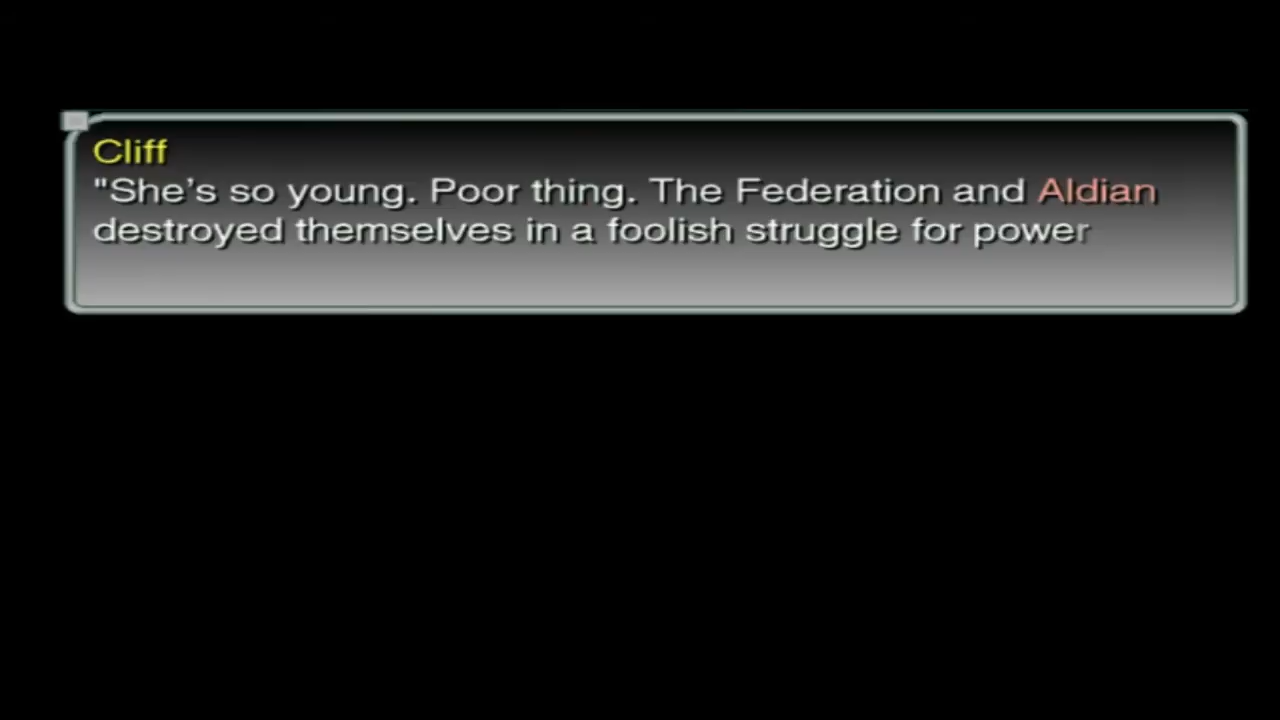 Cliff
"She's so young. Poor thing. The Federation and Aldian
destroyed themselves in a foolish struggle for power